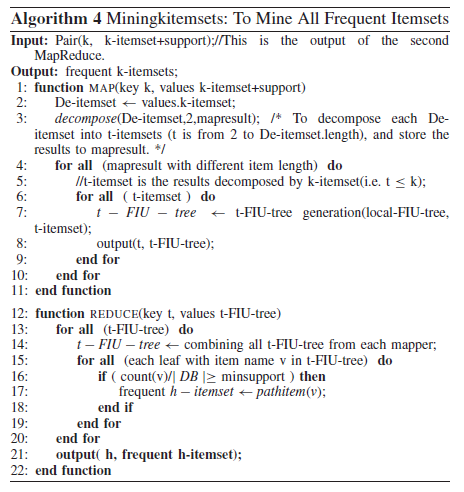 Algorithm 4 Miningkitemsets: To Mine All Frequent Itemsets
Input: Pair(k, k-itemset+support);//This is the output of the second
MapReduce.
Output: frequent k-itemsets;
1: function MAP(key k, values k-itemset+support)
2: De-itemset ← values.k-itemset;
3: decompose(De-itemset,2,mapresult); /* To decompose each De-
itemset into t-itemsets (t is from 2 to De-itemset.length), and store the
results to mapresult. */
4: for all (mapresult with different item length) do
5: //t-itemset is the results decomposed by k-itemset(i.e. t ≤ k);
6: for all ( t-itemset ) do
7: t − FIU − tree ← t-FIU-tree generation(local-FIU-tree,
t-itemset);
8: output(t, t-FIU-tree);
9: end for
10: end for
11: end function
12: function REDUCE(key t, values t-FIU-tree)
13: for all (t-FIU-tree) do
14: t − FIU − tree ← combining all t-FIU-tree from each mapper;
15: for all (each leaf with item name v in t-FIU-tree) do
16: if ( count(v)/| DB |≥ minsupport ) then
17: frequent h − itemset ← pathitem(v);
18: end if
19: end for
20: end for
21: output( h, frequent h-itemset);
22: end function